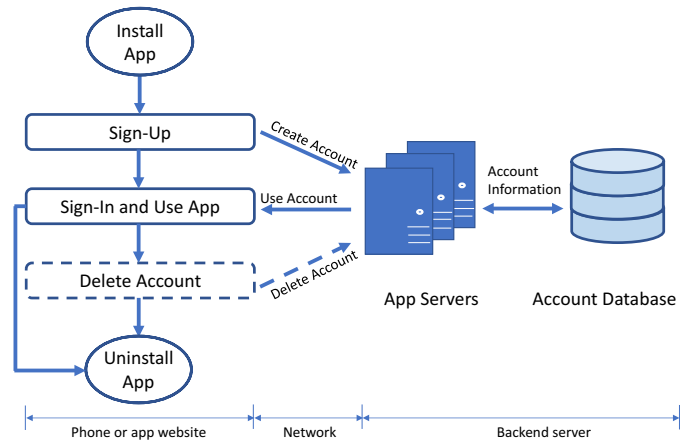 Install
App
Sign-Up
Create Account
Sign-In and Use App
Use Account
Account
Information
Delete Account
Delete Account
App Servers
Account Database
Uninstall
App
Phone or app website
Network
Backend server